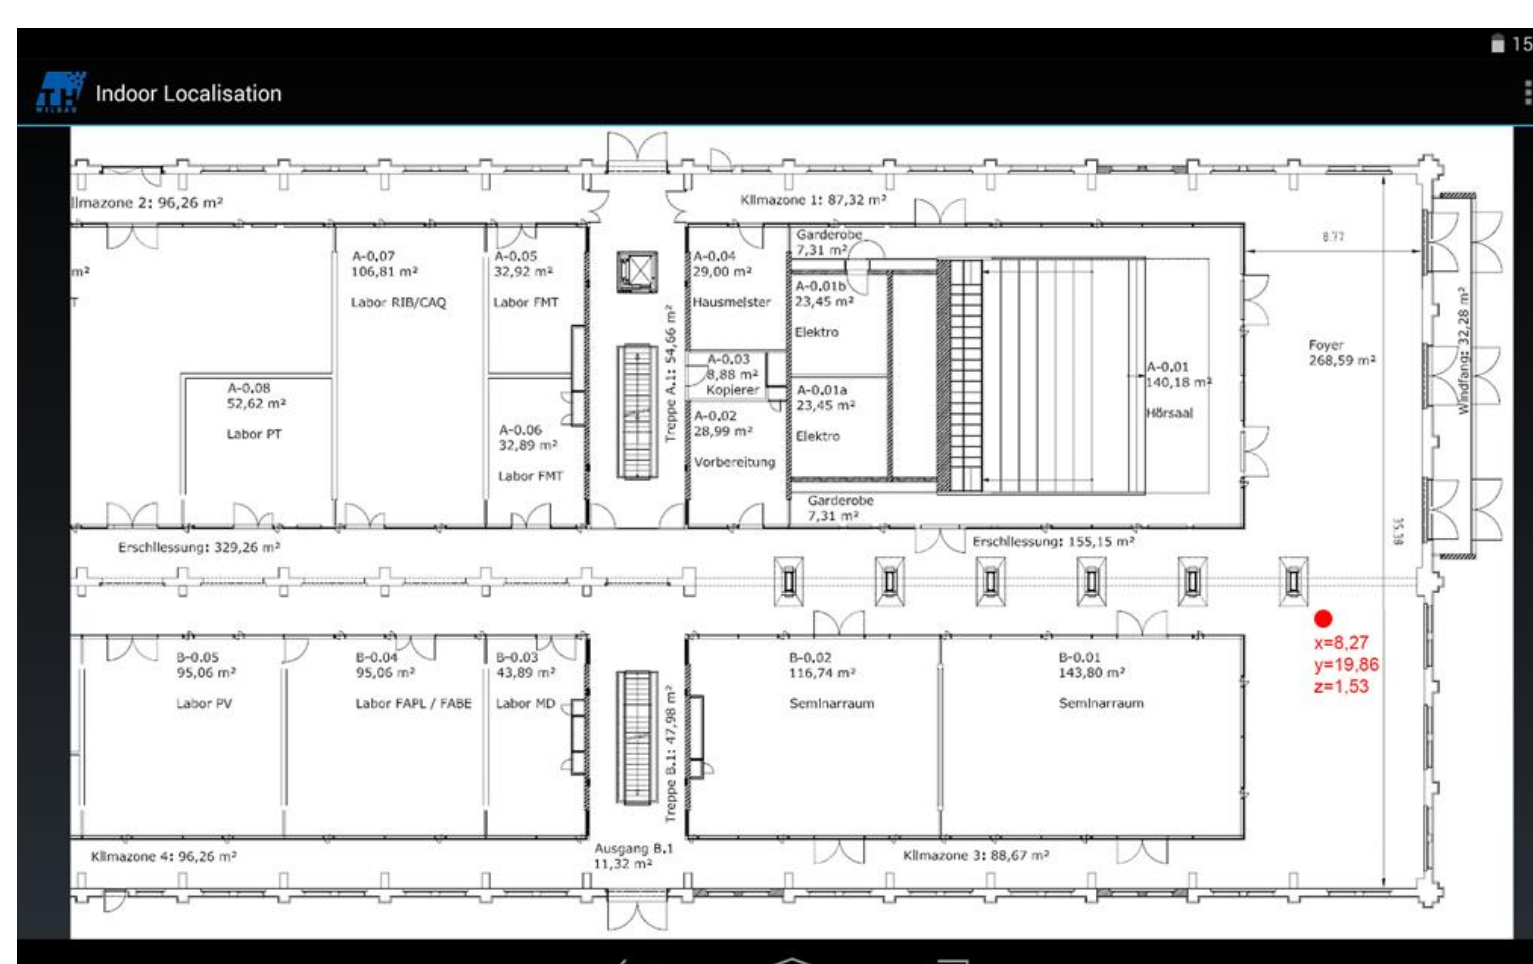 15
TH
WILDAU
Indoor Localisation
Klimazone 2: 96,26 m²
Klimazone 1: 87,32 m²
m²
T
A-0.07
106,81 m²
Labor RIB/CAQ
A-0.05
32,92 m²
Labor FMT
A-0.04
29,00 m²
Hausmeister
Garderobe
7,31 m²
A-0.01b
23,45 m²
Elektro
8.77
Foyer
268,59 m²
Windfang: 32,28 m²
Treppe A.1: 54,66 m²
A-0.03
8,88 m²
Kopierer
A-0.01
140,18 m²
Hörsaal
A-0.08
52,62 m²
Labor PT
A-0.06
32,89 m²
Labor FMT
A-0.02
28,99 m²
Vorbereitung
A-0.01a
23,45 m²
Elektro
Garderobe
7,31 m²
35.38
Erschliessung: 329,26 m²
Erschliessung: 155,15 m²
x=8,27
y=19,86
z=1,53
B-0.05
95,06 m²
Labor PV
B-0.04
95,06 m²
Labor FAPL / FABE
B-0.03
43,89 m²
Labor MD
Treppe B.1: 47,98 m²
B-0.02
116,74 m²
Seminarraum
B-0.01
143,80 m²
Seminarraum
Klimazone 4: 96,26 m²
Ausgang B.1
11,32 m²
Klimazone 3: 88,67 m²